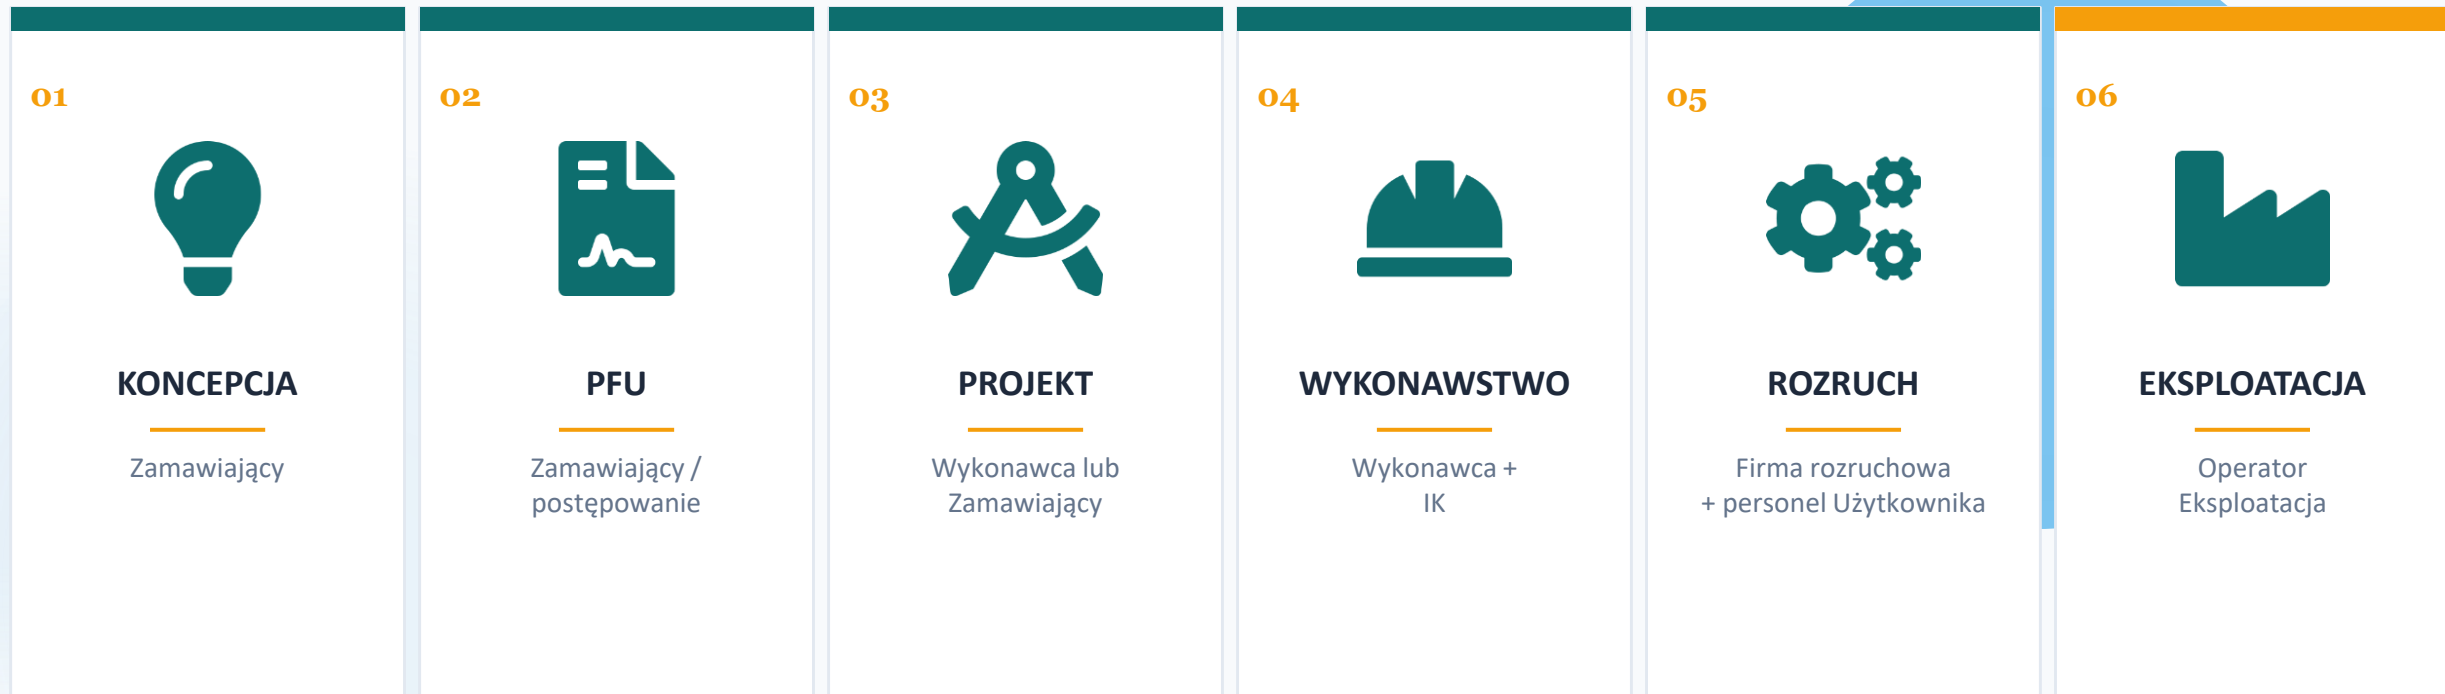 01
KONCEPCJA
Zamawiający
02
PFU
Zamawiający /
postępowanie
03
PROJEKT
Wykonawca lub
Zamawiający
04
WYKONAWSTWO
Wykonawca +
IK
05
ROZRUCH
Firma rozruchowa
+ personel Użytkownika
06
EKSPLOATACJA
Operator
Eksploatacja